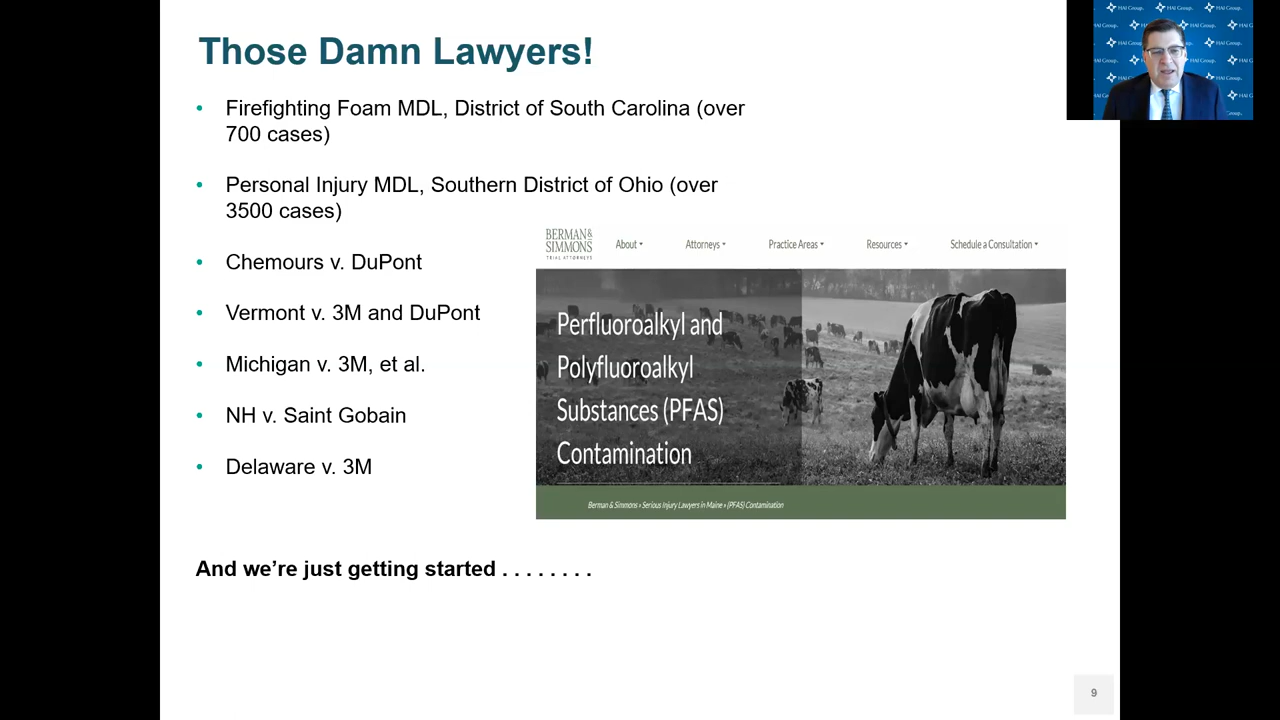 Those Damn Lawyers!
• Firefighting Foam MDL, District of South Carolina (over
700 cases)
• Personal Injury MDL, Southern District of Ohio (over
3500 cases)
• Chemours v. DuPont
• Vermont v. 3M and DuPont
• Michigan v. 3M, et al.
• NH v. Saint Gobain
• Delaware v. 3M
And we’re just getting started . . . . . . . .
BERMAN&
SIMMONS
TRIAL ATTORNEYS
About Attorneys Practice Areas Resources Schedule a Consultation
Perfluoroalkyl and
Polyfluoroalkyl
Substances (PFAS)
Contamination
Berman & Simmons » Serious Injury Lawyers in Maine » (PFAS) Contamination
HAI Group
9